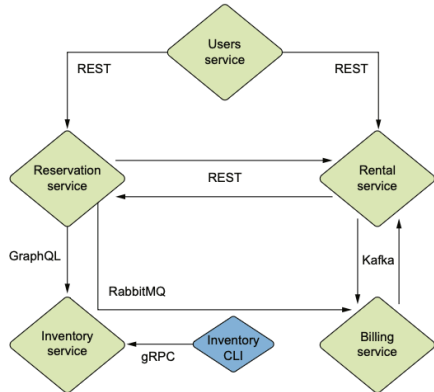 Users
service
REST
REST
Reservation
service
REST
Rental
service
GraphQL
RabbitMQ
Kafka
Inventory
service
gRPC
Inventory
CLI
Billing
service